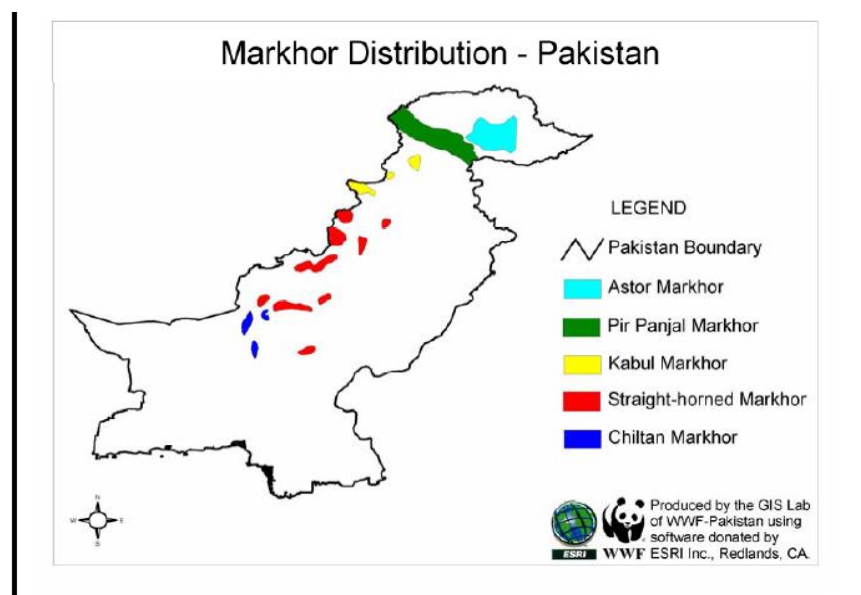 Markhor Distribution - Pakistan
LEGEND
Pakistan Boundary
Astor Markhor
Pir Panjal Markhor
Kabul Markhor
Straight-horned Markhor
Chiltan Markhor
N
W E
S
ESRI
WWF
Produced by the GIS Lab
of WWF-Pakistan using
software donated by
ESRI Inc., Redlands, CA.